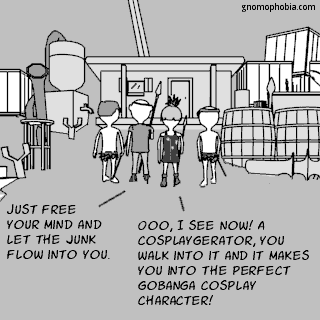 gnomophobia.com
JUST FREE
YOUR MIND AND
LET THE JUNK
FLOW INTO YOU.
OOO, I SEE NOW! A
COSPLAYGERATOR, YOU
WALK INTO IT AND IT MAKES
YOU INTO THE PERFECT
GOBANGA COSPLAY
CHARACTER!